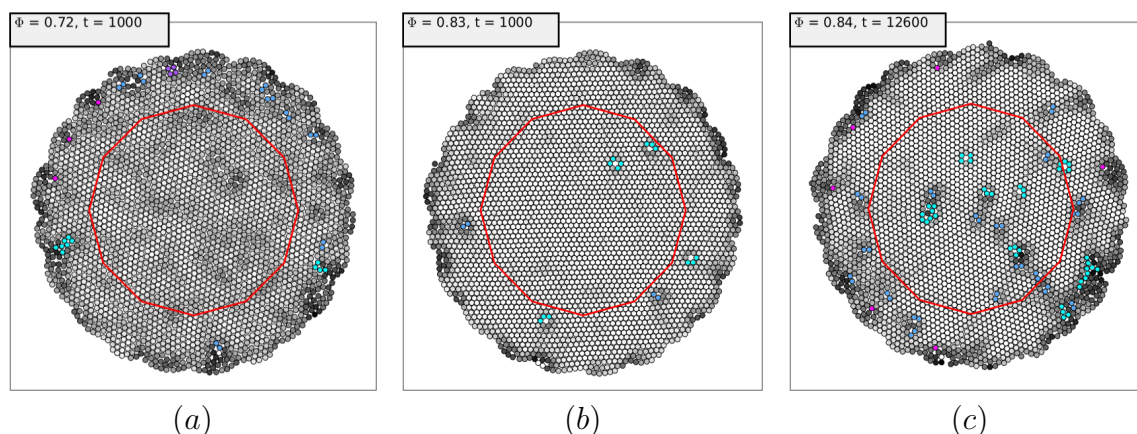 Φ = 0.72, t = 1000
Φ = 0.83, t = 1000
Φ = 0.84, t = 12600
(a)
(b)
(c)